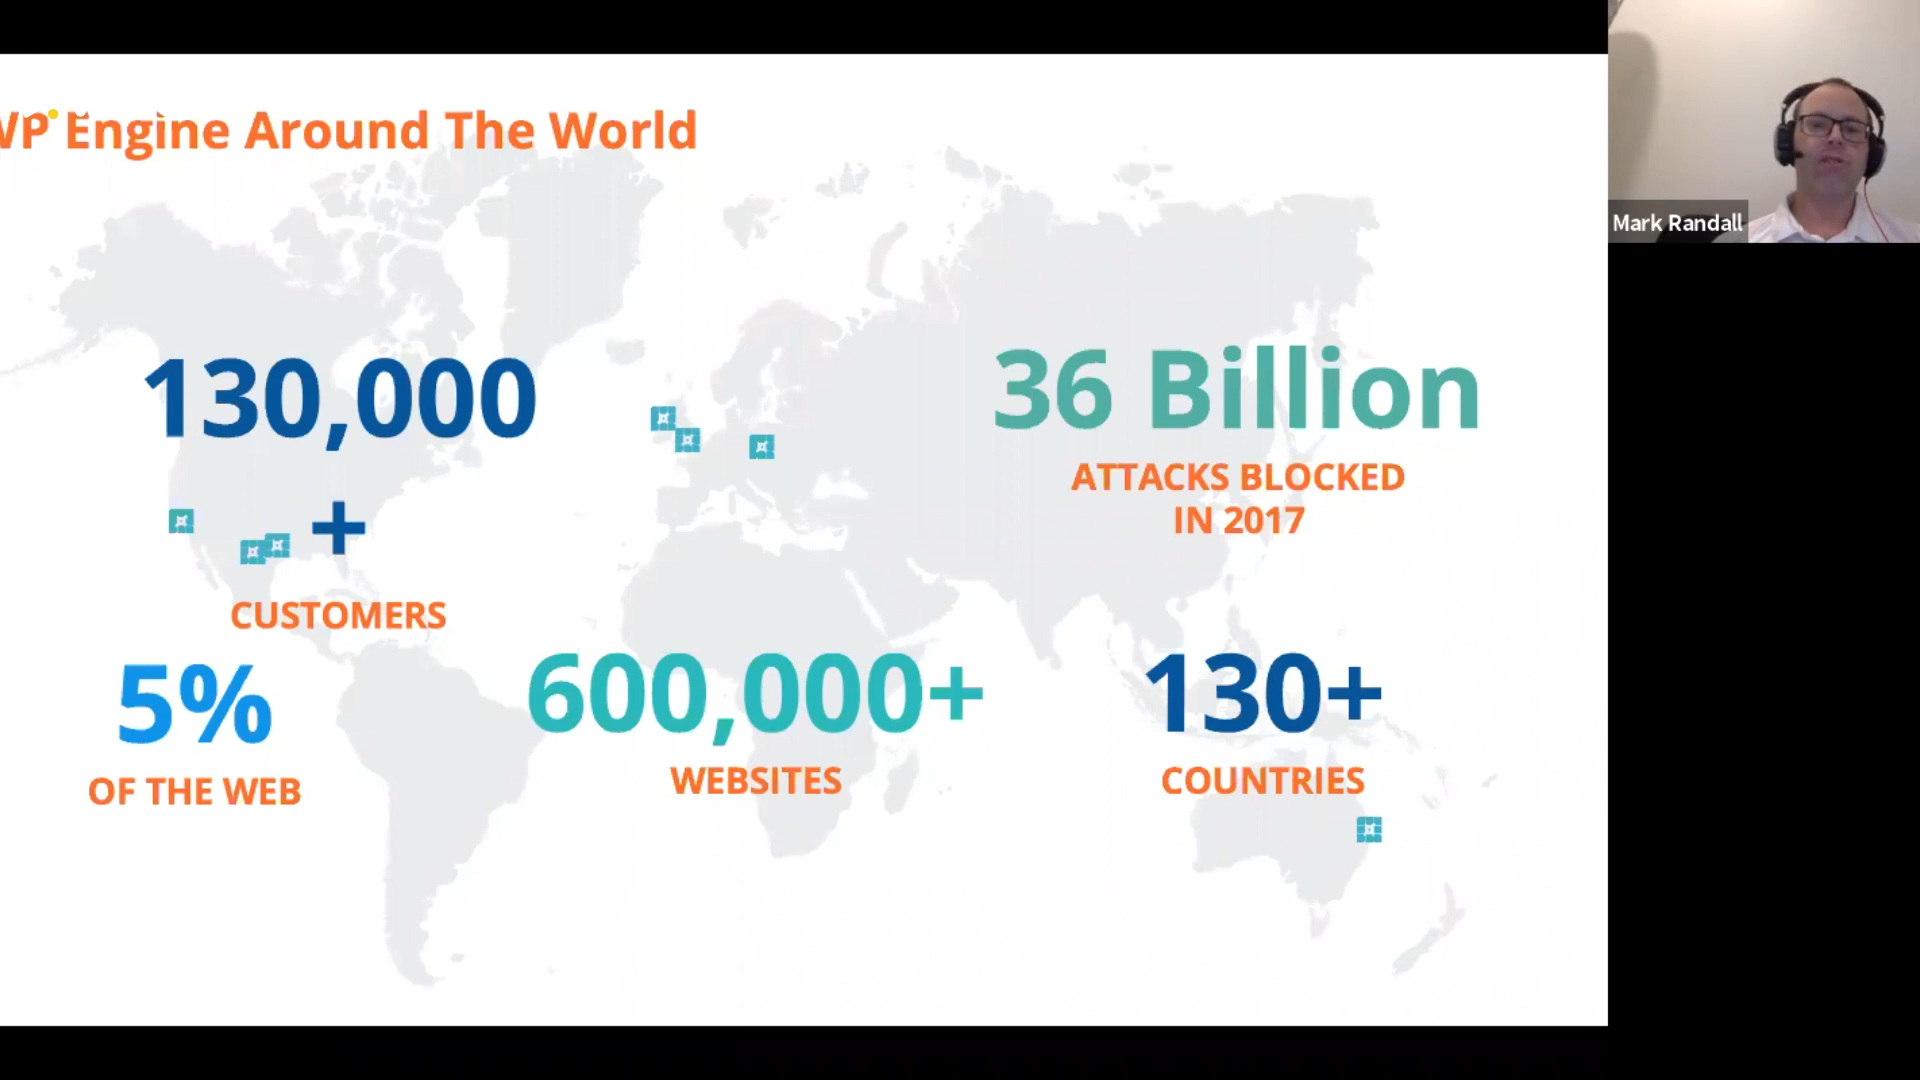 WP Engine Around The World
Mark Randall
130,000
+
CUSTOMERS
36 Billion
ATTACKS BLOCKED
IN 2017
5%
OF THE WEB
600,000+
WEBSITES
130+
COUNTRIES